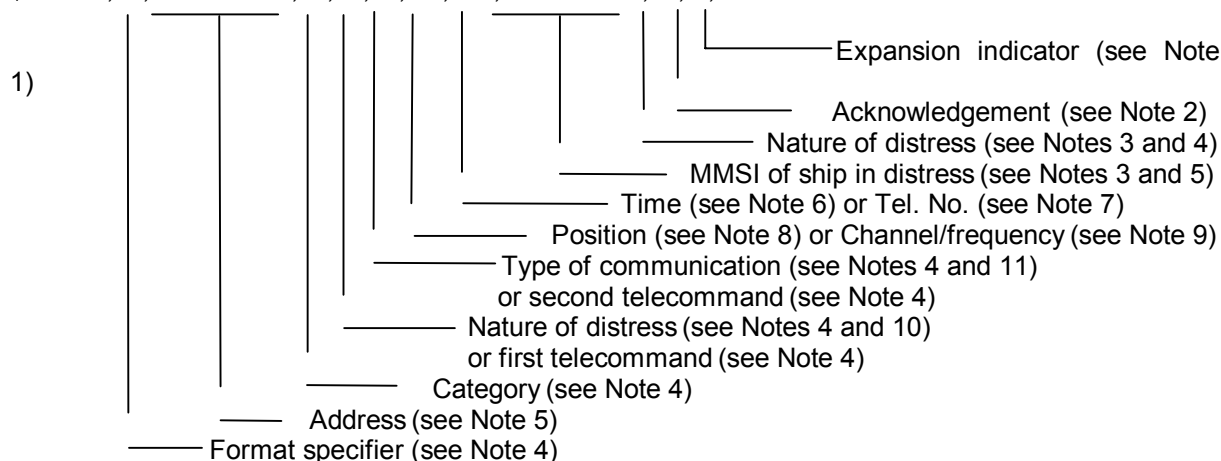 Expansion indicator (see Note
1)
Acknowledgement (see Note 2)
Nature of distress (see Notes 3 and 4)
MMSI of ship in distress (see Notes 3 and 5)
Time (see Note 6) or Tel. No. (see Note 7)
Position (see Note 8) or Channel/frequency (see Note 9)
Type of communication (see Notes 4 and 11)
or second telecommand (see Note 4)
Nature of distress (see Notes 4 and 10)
or first telecommand (see Note 4)
Category (see Note 4)
Address (see Note 5)
Format specifier (see Note 4)